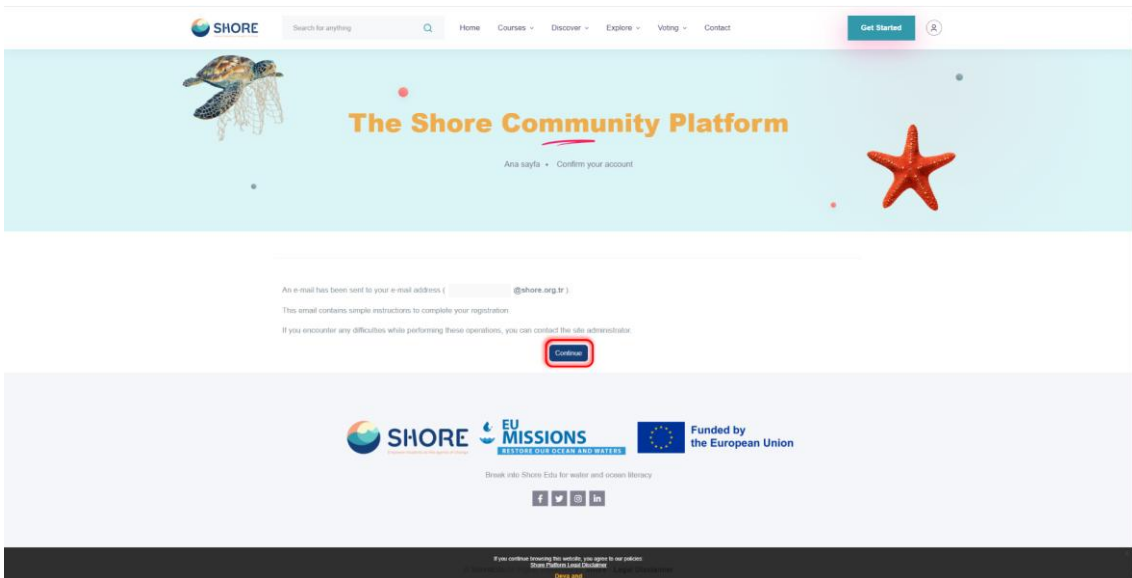 SHORE
Search for anything
Home Courses Discover Explore Voting Contact
Get Started
The Shore Community Platform
Ana sayfa • Confirm your account
An e-mail has been sent to your e-mail address ( @shore.org.tr )
This email contains simple instructions to complete your registration
If you encounter any difficulties while performing these operations, you can contact the site administrator.
Continue
SHORE
EU
MISSIONS
RESTORE OUR OCEAN AND WATERS
Funded by
the European Union
Break into Shore Edu for water and ocean literacy
If you continue browsing this website, you agree to our policies:
Shore Platform Legal Disclaimer